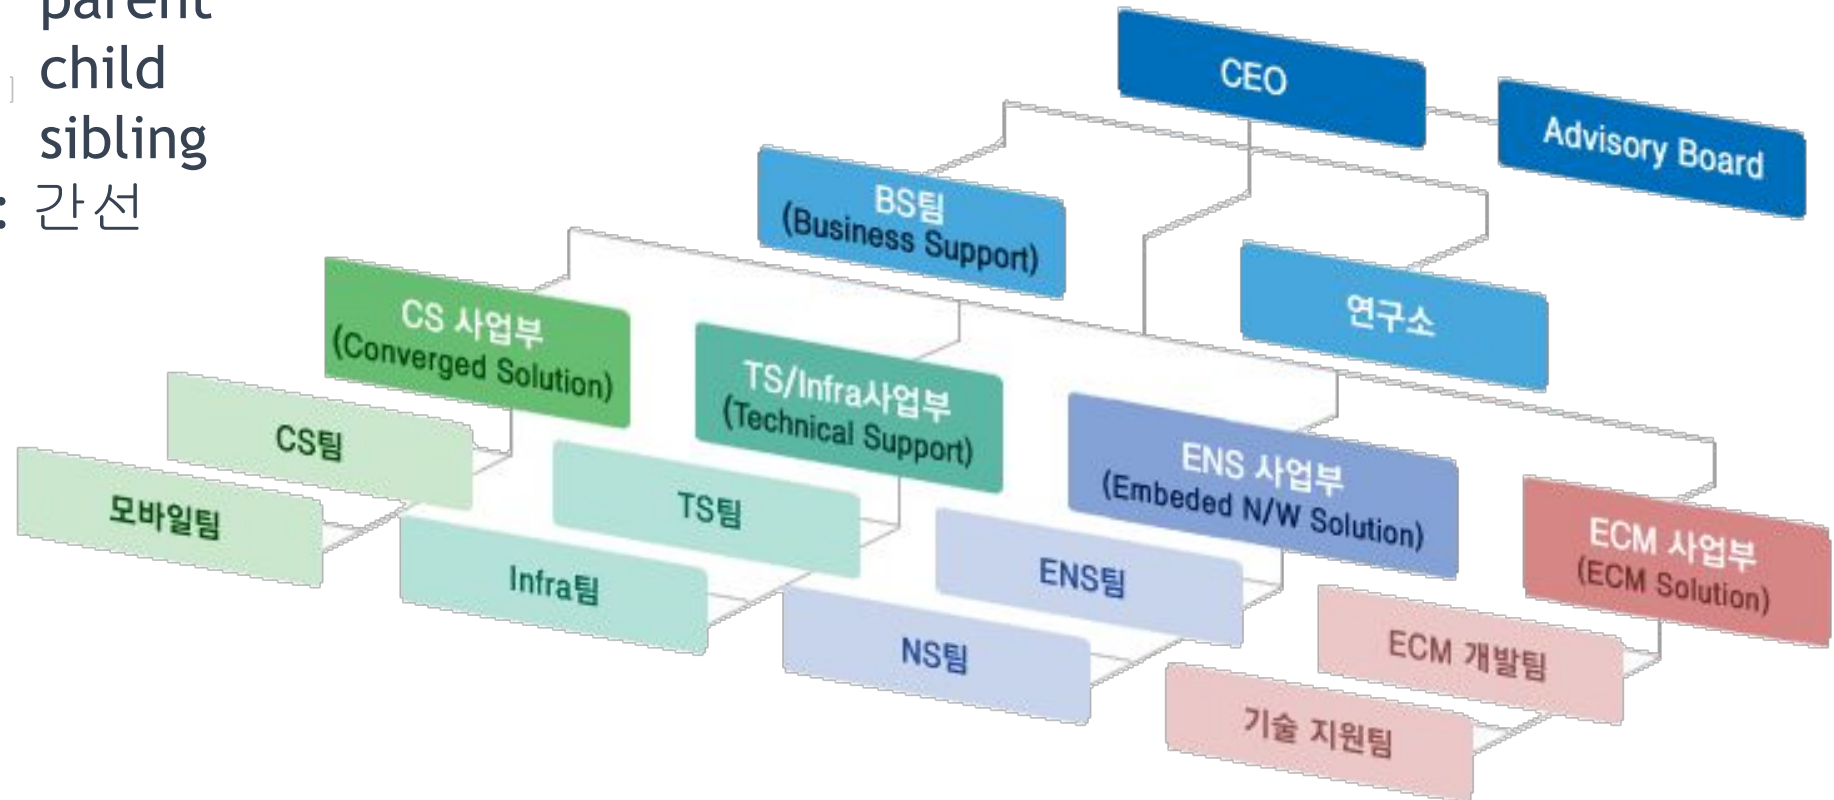 parent
child
sibling
: 간선
CEO
Advisory Board
BS팀
(Business Support)
연구소
CS 사업부
(Converged Solution)
TS/Infra사업부
(Technical Support)
ENS 사업부
(Embeded N/W Solution)
ECM 사업부
(ECM Solution)
CS팀
모바일팀
TS팀
Infra팀
ENS팀
NS팀
ECM 개발팀
기술 지원팀